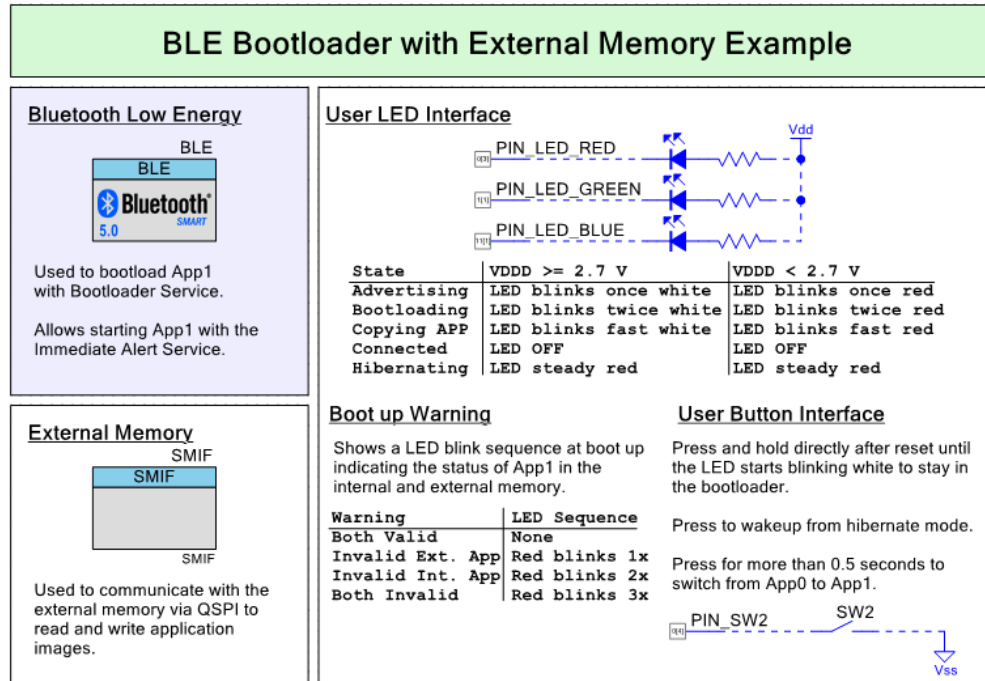 BLE Bootloader with External Memory Example
Bluetooth Low Energy
BLE
BLE
Bluetooth®
SMART
5.0
Used to bootload App1
with Bootloader Service.
Allows starting App1 with the
Immediate Alert Service.
External Memory
SMIF
SMIF
SMIF
Used to communicate with the
external memory via QSPI to
read and write application
images.
User LED Interface
Vdd
0[3] PIN_LED_RED
1[1] PIN_LED_GREEN
11[1] PIN_LED_BLUE
State VDDD >= 2.7 V VDDD < 2.7 V
Advertising LED blinks once white LED blinks once red
Bootloading LED blinks twice white LED blinks twice red
Copying APP LED blinks fast white LED blinks fast red
Connected LED OFF LED OFF
Hibernating LED steady red LED steady red
Boot up Warning
Shows a LED blink sequence at boot up
indicating the status of App1 in the
internal and external memory.
Warning LED Sequence
Both Valid None
Invalid Ext. App Red blinks 1x
Invalid Int. App Red blinks 2x
Both Invalid Red blinks 3x
User Button Interface
Press and hold directly after reset until
the LED starts blinking white to stay in
the bootloader.
Press to wakeup from hibernate mode.
Press for more than 0.5 seconds to
switch from App0 to App1.
0[4] PIN_SW2 SW2
Vss